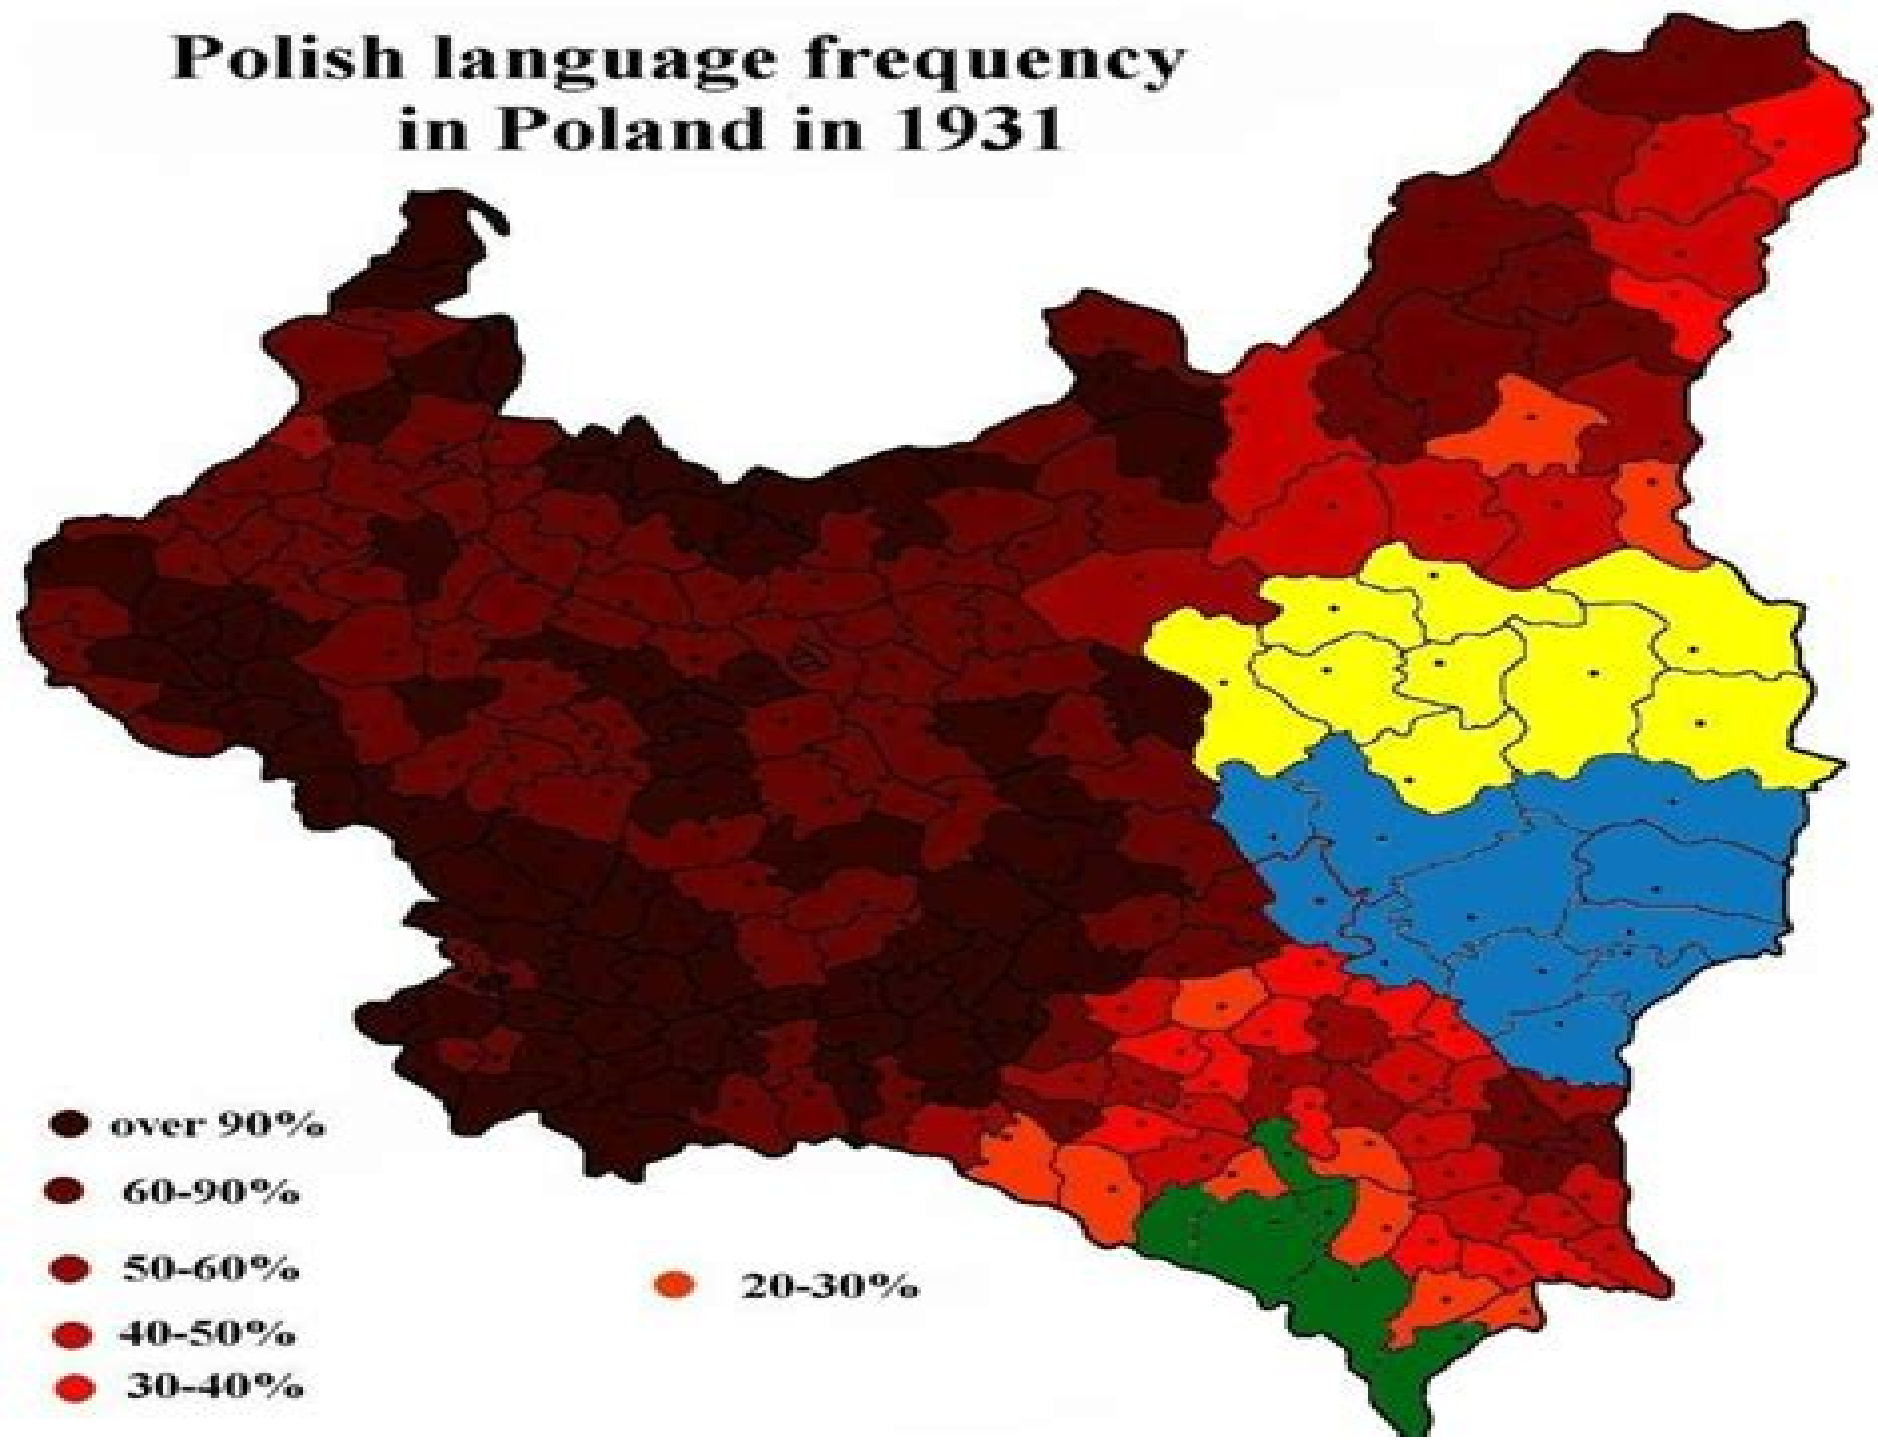 Polish language frequency
in Poland in 1931
over 90%
60-90%
50-60%
40-50%
30-40%
20-30%